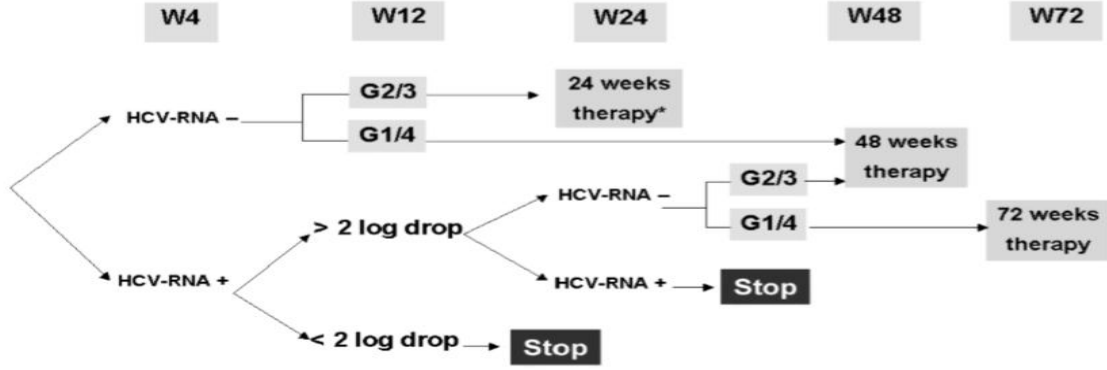 W4 W12 W24 W48 W72
G2/3
24 weeks
therapy*
HCV-RNA –
G1/4
48 weeks
therapy
G2/3
HCV-RNA –
G1/4
72 weeks
therapy
> 2 log drop
HCV-RNA +
HCV-RNA +
Stop
< 2 log drop
Stop